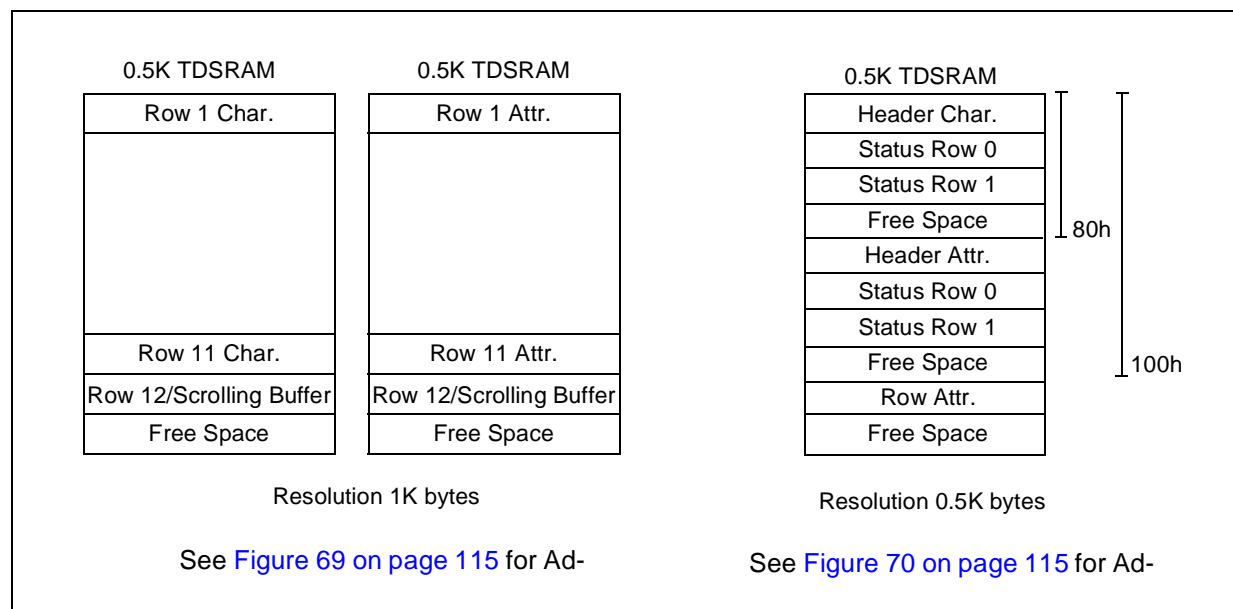 0.5K TDSRAM
Row 1 Char.
Row 11 Char.
Row 12/Scrolling Buffer
Free Space
0.5K TDSRAM
Row 1 Attr.
Row 11 Attr.
Row 12/Scrolling Buffer
Free Space
Resolution 1K bytes
See Figure 69 on page 115 for Ad-
0.5K TDSRAM
Header Char.
Status Row 0
Status Row 1
Free Space
80h
Header Attr.
Status Row 0
Status Row 1
Free Space
100h
Row Attr.
Free Space
Resolution 0.5K bytes
See Figure 70 on page 115 for Ad-